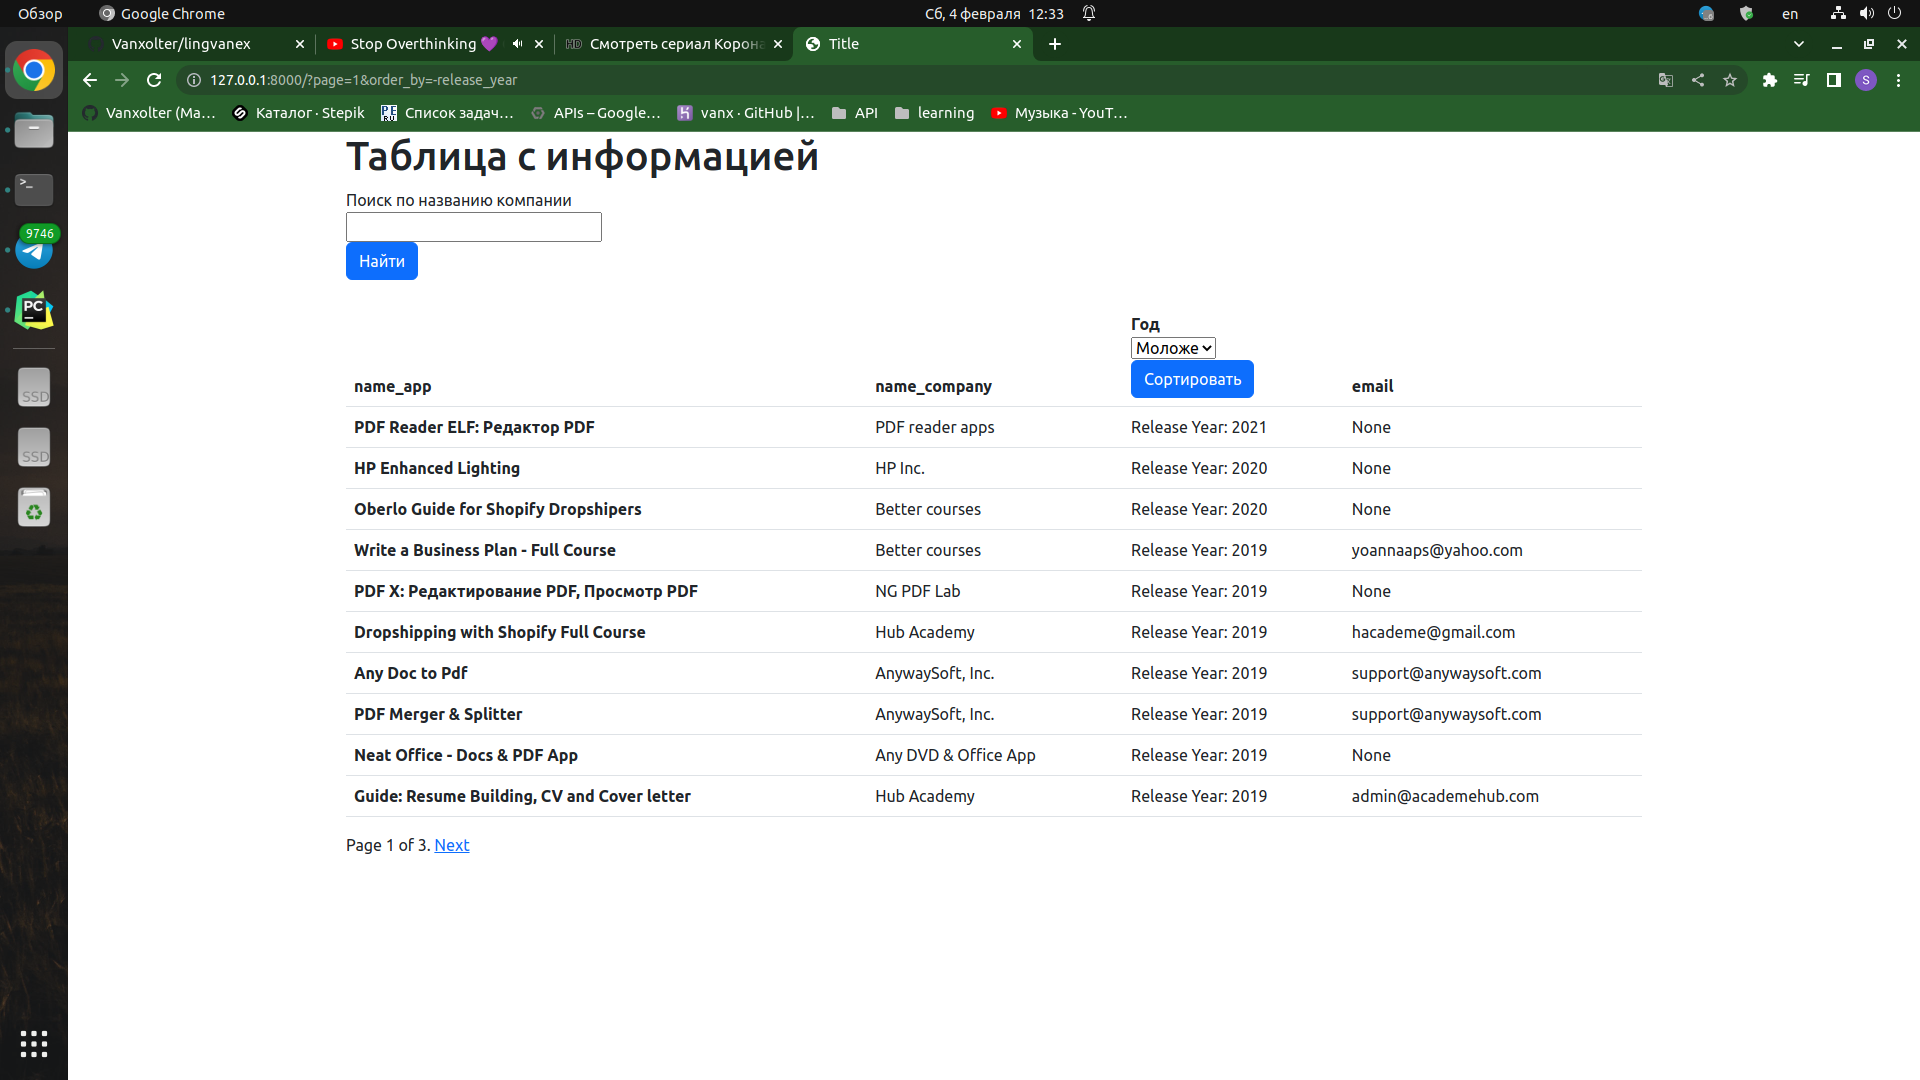 Обзор Google Chrome Сб, 4 февраля 12:33 en
Vanxolter/lingvanex Stop Overthinking 💜 Смотреть сериал Корона Title
127.0.0.1:8000/?page=1&order_by=-release_year S
Vanxolter (Ma... Каталог · Stepik Список задач... APIs – Google... vanx · GitHub |... API learning Музыка - YouT...
9746
PC
SSD
SSD
Таблица с информацией
Поиск по названию компании
Найти
Год
Моложе
Сортировать
name_app name_company email
PDF Reader ELF: Редактор PDF PDF reader apps Release Year: 2021 None
HP Enhanced Lighting HP Inc. Release Year: 2020 None
Oberlo Guide for Shopify Dropshipers Better courses Release Year: 2020 None
Write a Business Plan - Full Course Better courses Release Year: 2019 yoannaaps@yahoo.com
PDF X: Редактирование PDF, Просмотр PDF NG PDF Lab Release Year: 2019 None
Dropshipping with Shopify Full Course Hub Academy Release Year: 2019 hacademe@gmail.com
Any Doc to Pdf AnywaySoft, Inc. Release Year: 2019 support@anywaysoft.com
PDF Merger & Splitter AnywaySoft, Inc. Release Year: 2019 support@anywaysoft.com
Neat Office - Docs & PDF App Any DVD & Office App Release Year: 2019 None
Guide: Resume Building, CV and Cover letter Hub Academy Release Year: 2019 admin@academehub.com
Page 1 of 3. Next